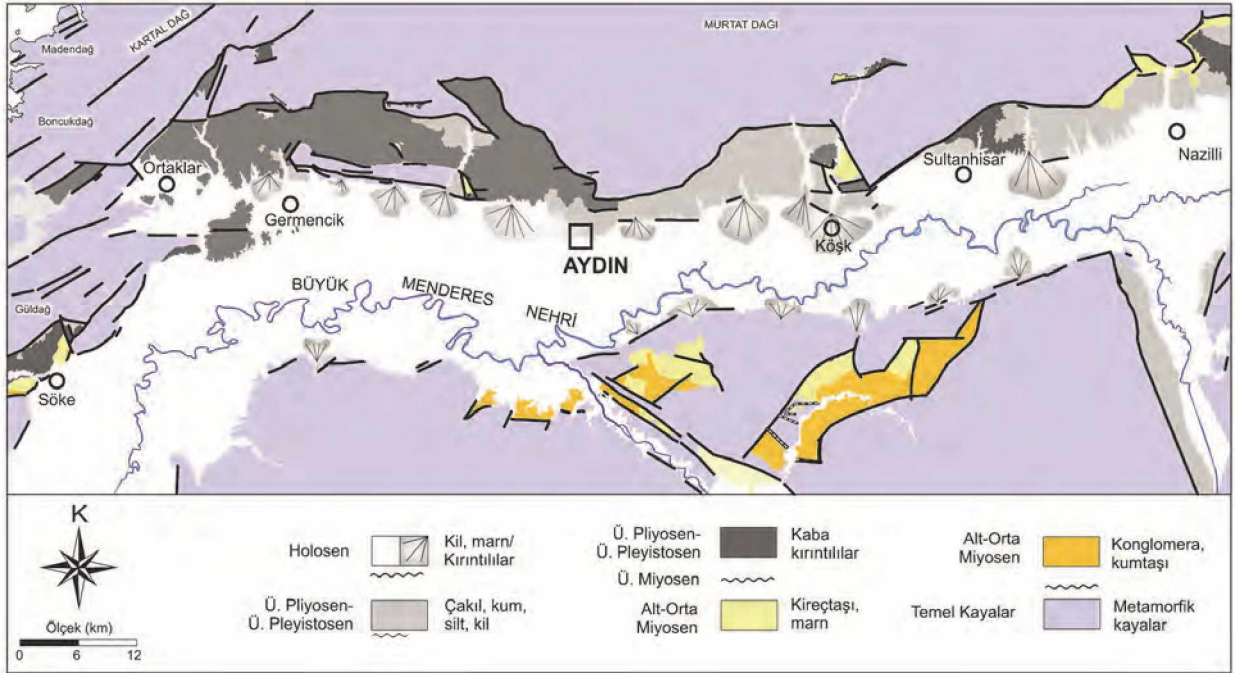 MURTAT DAĞI
KARTAL DAĞ
Madendağ
Boncukdağ
Ortaklar
Germencik
AYDIN
Köşk
Sultanhisar
Nazilli
BÜYÜK MENDERES NEHRİ
Güldağ
Söke
K
Ölçek (km)
0 6 12
Holosen
Kil, marn/
Kırıntılılar
Ü. Pliyosen-
Ü. Pleyistosen
Çakıl, kum,
silt, kil
Ü. Pliyosen-
Ü. Pleyistosen
Kaba
kırıntılılar
Ü. Miyosen
Alt-Orta
Miyosen
Kireçtaşı,
marn
Alt-Orta
Miyosen
Konglomera,
kumtaşı
Temel Kayalar
Metamorfik
kayalar